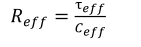 R_eff = τ_eff / C_eff